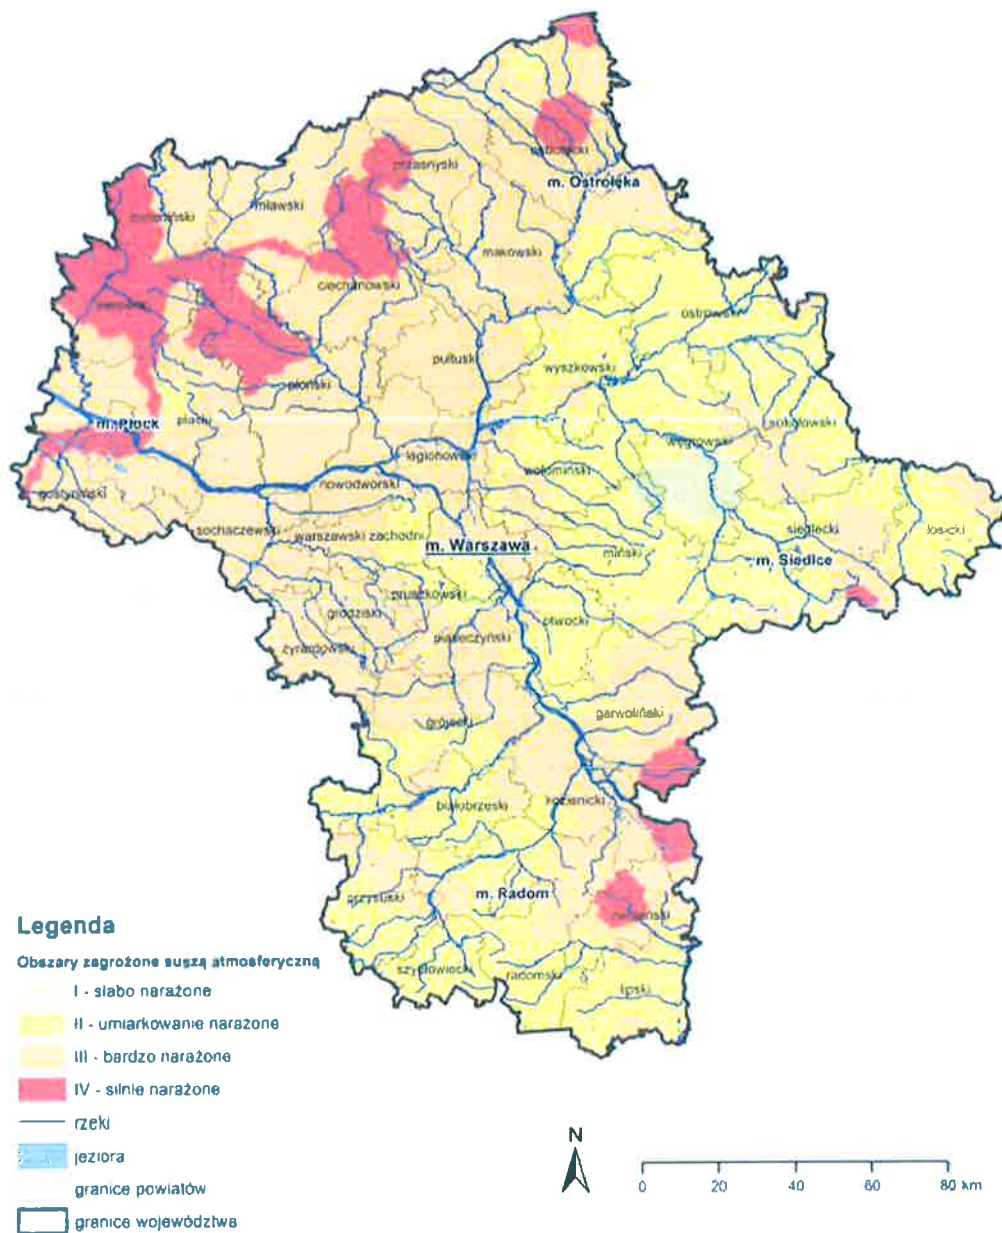 przasnyski
m. Ostrołęka
mławski
makowski
ciechanowski
ostrowski
pułtuski
wyszkowski
płoński
m. Płock
płocki
sokołowski
węgrowski
legionowski
wołomiński
nowodworski
gostyniński
sochaczewski
warszawski zachodni
siedlecki
łosicki
m. Warszawa
miński
m. Siedlce
pruszkowski
grodziski
otwocki
piaseczyński
żyrardowski
garwoliński
grójecki
kozienicki
białobrzeski
przysuski
m. Radom
szydłowiecki
radomski
lipski
Legenda
Obszary zagrożone suszą atmosferyczną
I - słabo narażone
II - umiarkowanie narażone
III - bardzo narażone
IV - silnie narażone
rzeki
jeziora
granice powiatów
granice województwa
N
0 20 40 60 80 km